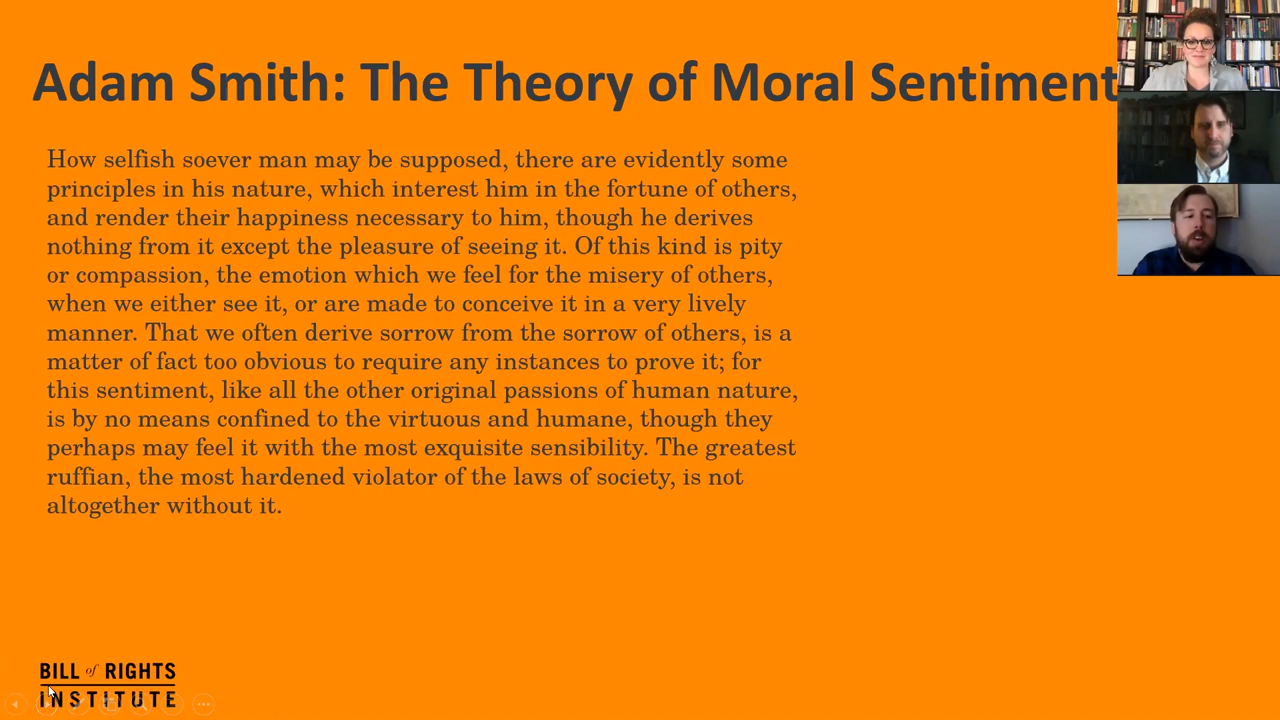 Adam Smith: The Theory of Moral Sentiment
How selfish soever man may be supposed, there are evidently some
principles in his nature, which interest him in the fortune of others,
and render their happiness necessary to him, though he derives
nothing from it except the pleasure of seeing it. Of this kind is pity
or compassion, the emotion which we feel for the misery of others,
when we either see it, or are made to conceive it in a very lively
manner. That we often derive sorrow from the sorrow of others, is a
matter of fact too obvious to require any instances to prove it; for
this sentiment, like all the other original passions of human nature,
is by no means confined to the virtuous and humane, though they
perhaps may feel it with the most exquisite sensibility. The greatest
ruffian, the most hardened violator of the laws of society, is not
altogether without it.
BILL of RIGHTS
INSTITUTE